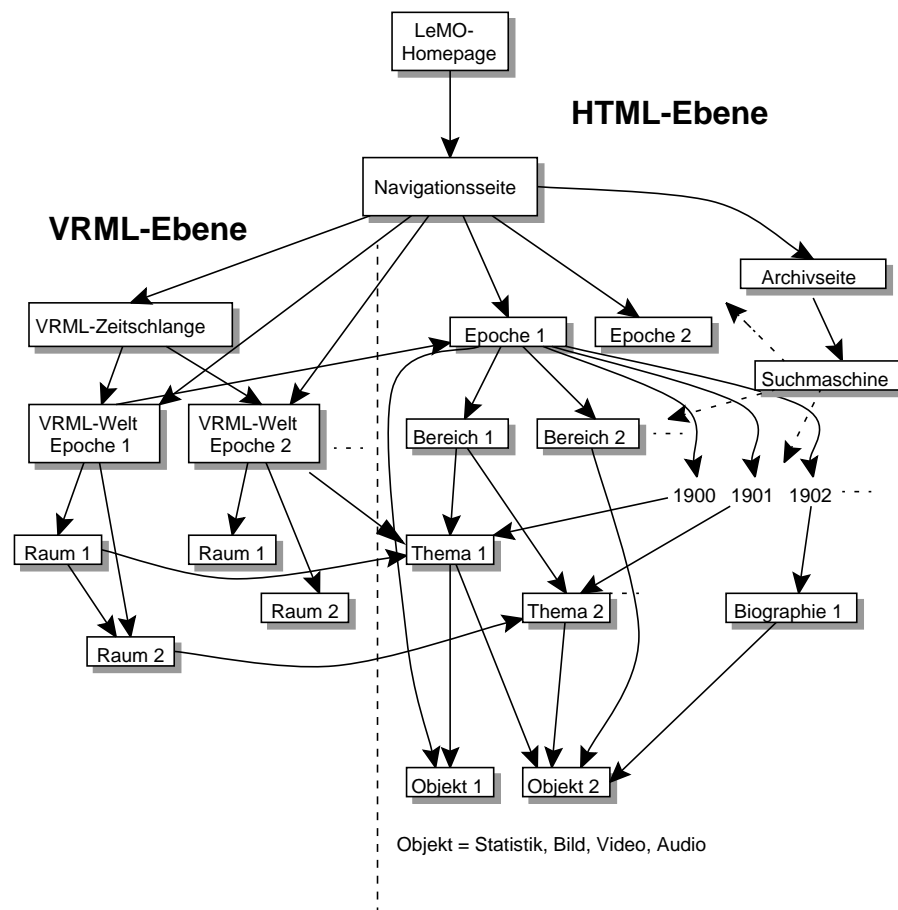 LeMO-
Homepage
HTML-Ebene
Navigationsseite
VRML-Ebene
Archivseite
VRML-Zeitschlange
Epoche 1
Epoche 2
Suchmaschine
VRML-Welt
Epoche 1
VRML-Welt
Epoche 2
Bereich 1
Bereich 2
1900
1901
1902
Raum 1
Raum 1
Thema 1
Raum 2
Thema 2
Biographie 1
Raum 2
Objekt 1
Objekt 2
Objekt = Statistik, Bild, Video, Audio